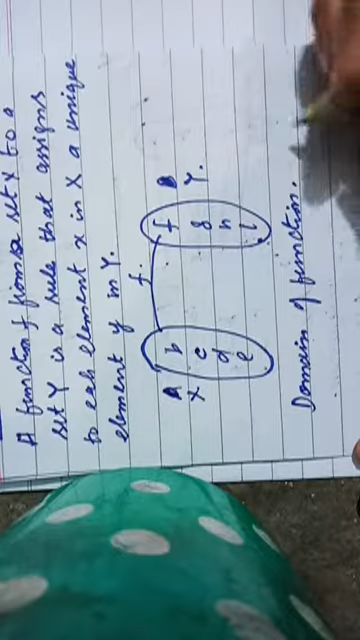 A function f from a set X to a
set Y is a rule that assigns
to each element x in X a unique
element y in Y.
f.
A B
X Y.
b f
c g
d h
e i
Domain of function.